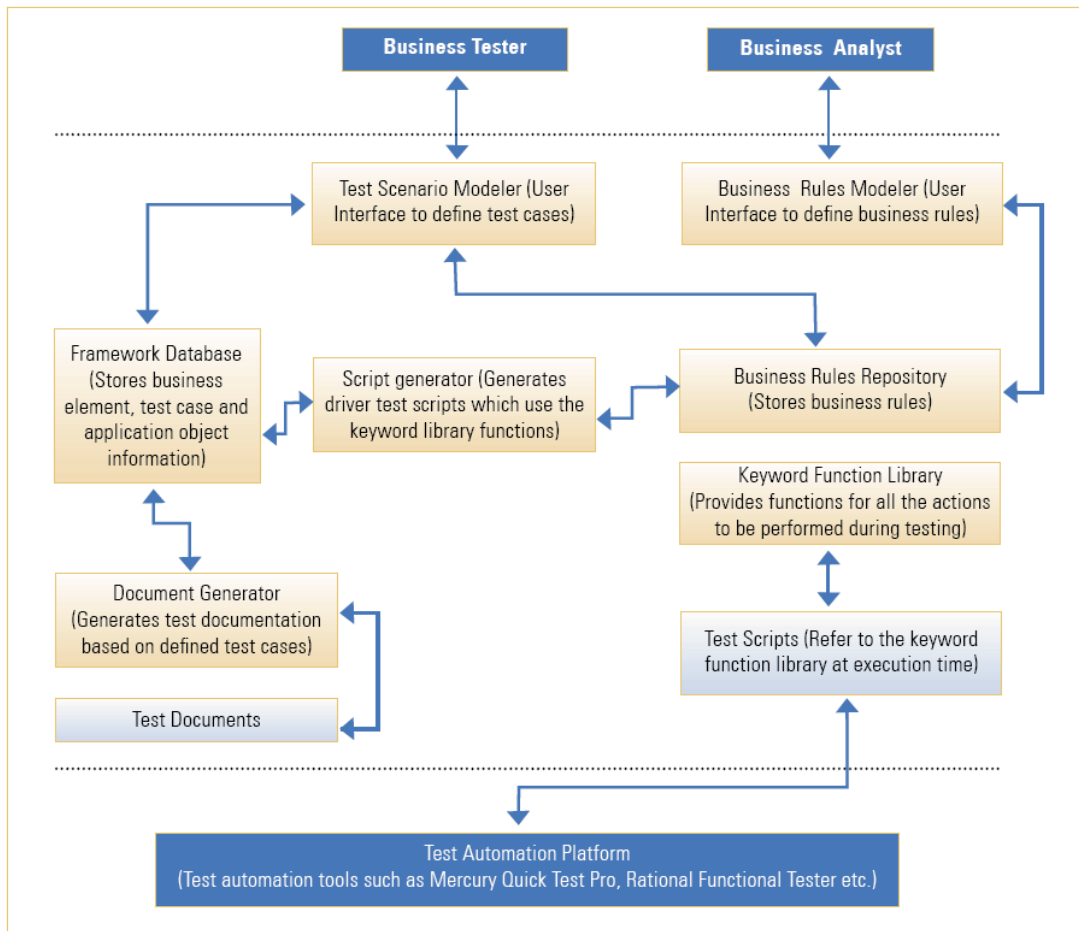 Business Tester
Business Analyst
Test Scenario Modeler (User
Interface to define test cases)
Business Rules Modeler (User
Interface to define business rules)
Framework Database
(Stores business
element, test case and
application object
information)
Script generator (Generates
driver test scripts which use the
keyword library functions)
Business Rules Repository
(Stores business rules)
Keyword Function Library
(Provides functions for all the actions
to be performed during testing)
Document Generator
(Generates test documentation
based on defined test cases)
Test Scripts (Refer to the keyword
function library at execution time)
Test Documents
Test Automation Platform
(Test automation tools such as Mercury Quick Test Pro, Rational Functional Tester etc.)